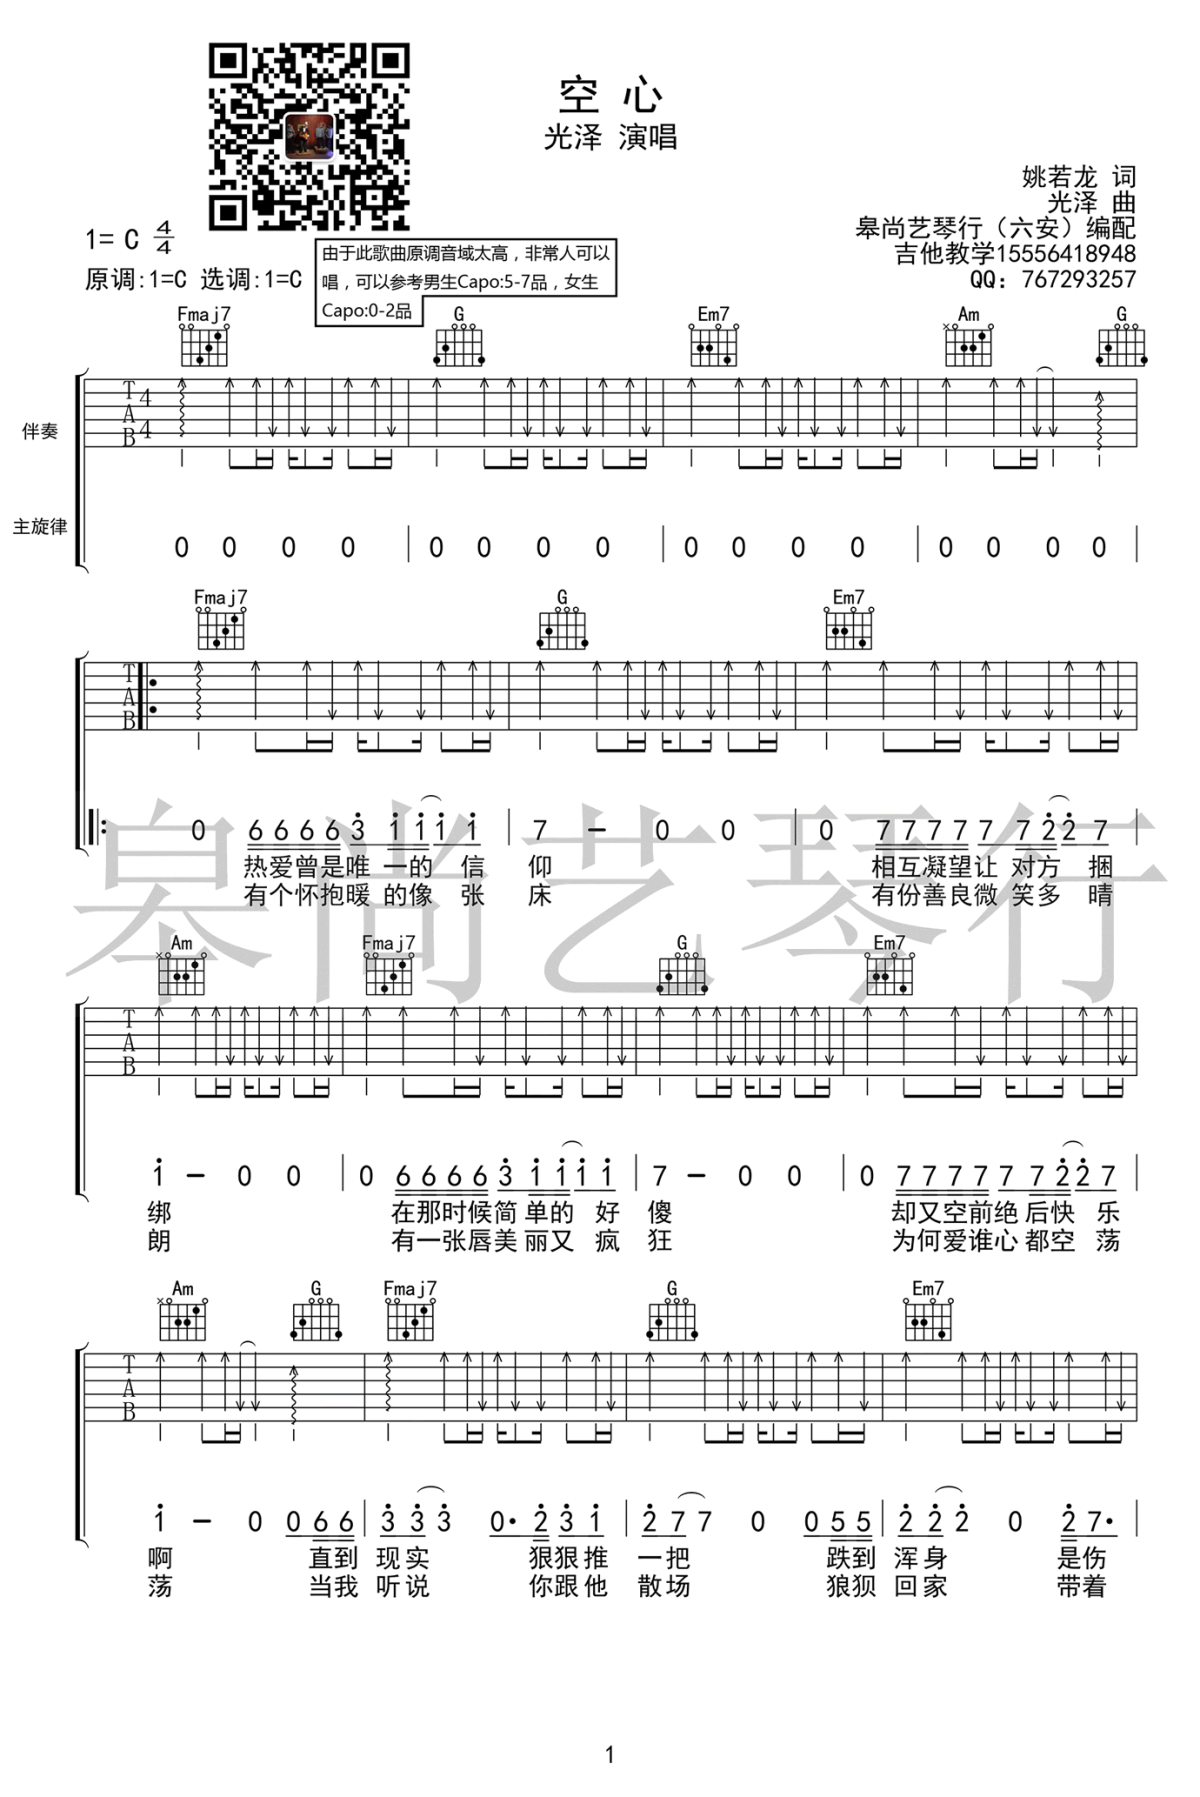 空 心
光泽 演唱
姚若龙 词
光泽 曲
皋尚艺琴行（六安）编配
吉他教学15556418948
QQ：767293257
1= C 4/4
原调:1=C 选调:1=C
由于此歌曲原调音域太高，非常人可以
唱，可以参考男生Capo:5-7品，女生
Capo:0-2品
Fmaj7 G Em7 Am G
伴奏
T A B 4 4
主旋律
0 0 0 0 | 0 0 0 0 | 0 0 0 0 | 0 0 0 0 |
Fmaj7 G Em7
T A B
0 6 6 6 6 3 1 1 1 1 | 7 - 0 0 | 0 7 7 7 7 7 7 2 2 7
热爱曾是唯 一的 信 仰 相互凝望让 对方 捆
有个怀抱暖 的像 张 床 有份善良微 笑多 晴
皋尚艺琴行
Am Fmaj7 G Em7
T A B
1 - 0 0 | 0 6 6 6 6 3 1 1 1 1 | 7 - 0 0 | 0 7 7 7 7 7 7 2 2 7
绑 在那时候简 单的 好 傻 却又空前绝 后快 乐
朗 有一张唇美 丽又 疯 狂 为何爱谁心 都空 荡
Am G Fmaj7 G Em7
T A B
1 - 0 0 6 6 | 3 3 3 0· 2 3 1 | 2 7 7 0 0 5 5 | 2 2 2 0 2 7· |
啊 直到 现实 狠狠推 一把 跌到 浑身 是伤
荡 当我 听说 你跟他 散场 狼狈 回家 带着
1